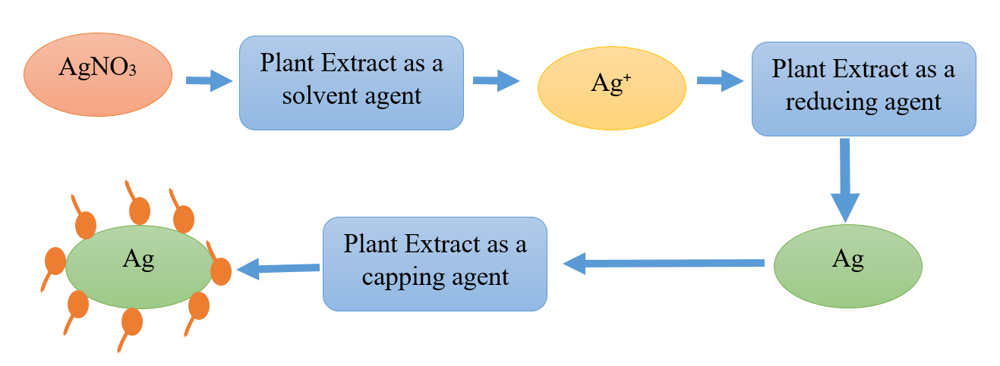 AgNO₃
Plant Extract as a
solvent agent
Ag⁺
Plant Extract as a
reducing agent
Ag
Plant Extract as a
capping agent
Ag